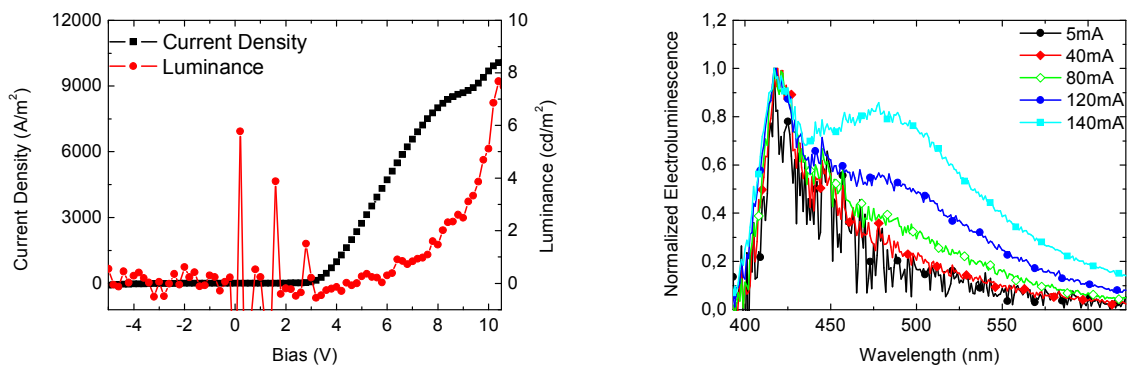 Current Density
Luminance
12000
9000
6000
3000
0
Current Density (A/m²)
10
8
6
4
2
0
Luminance (cd/m²)
-4 -2 0 2 4 6 8 10
Bias (V)
5mA
40mA
80mA
120mA
140mA
1,2
1,0
0,8
0,6
0,4
0,2
0,0
Normalized Electroluminescence
400 450 500 550 600
Wavelength (nm)